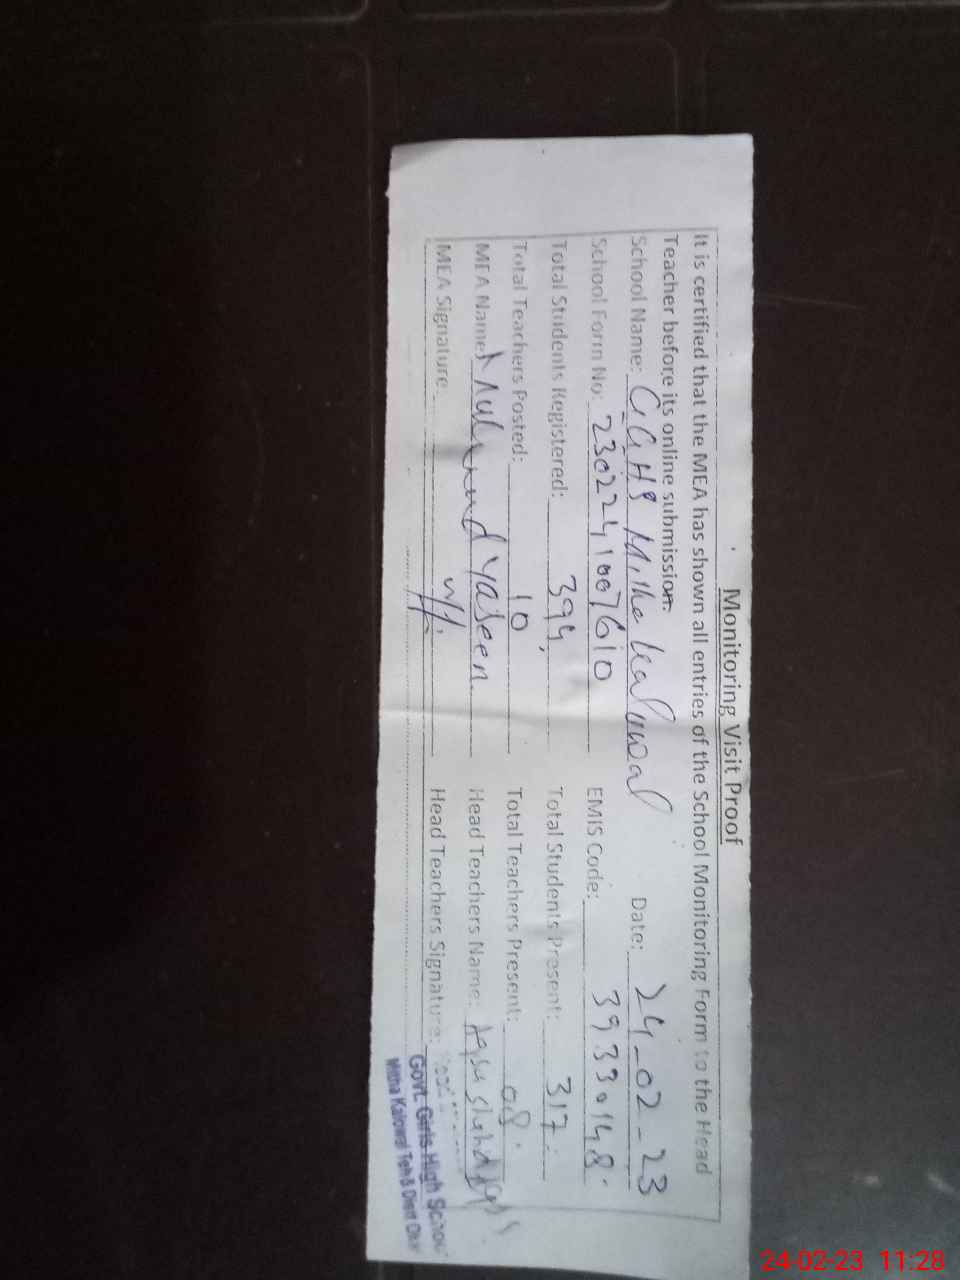 Monitoring Visit Proof
It is certified that the MEA has shown all entries of the School Monitoring Form to the Head
Teacher before its online submission.
School Name: GGHS Mitha Kalowal Date: 24-02-23
School Form No: 2302241007610 EMIS Code: 39330148
Total Students Registered: 394 Total Students Present: 317
Total Teachers Posted: 10 Total Teachers Present: 08
MEA Name: Yaseen Head Teachers Name:
MEA Signature Head Teachers Signature:
Govt. Girls High School
Mitha Kalowal Teh & Distt
24-02-23 11:28